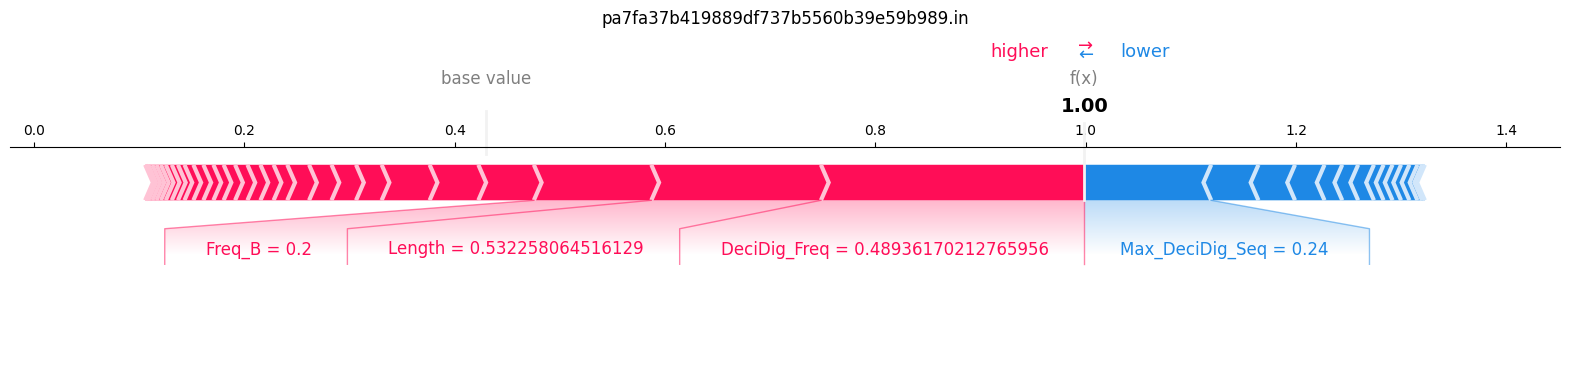 pa7fa37b419889df737b5560b39e59b989.in
higher → ← lower
base value f(x)
1.00
0.0 0.2 0.4 0.6 0.8 1.0 1.2 1.4
Freq_B = 0.2 Length = 0.532258064516129 DeciDig_Freq = 0.48936170212765956 Max_DeciDig_Seq = 0.24